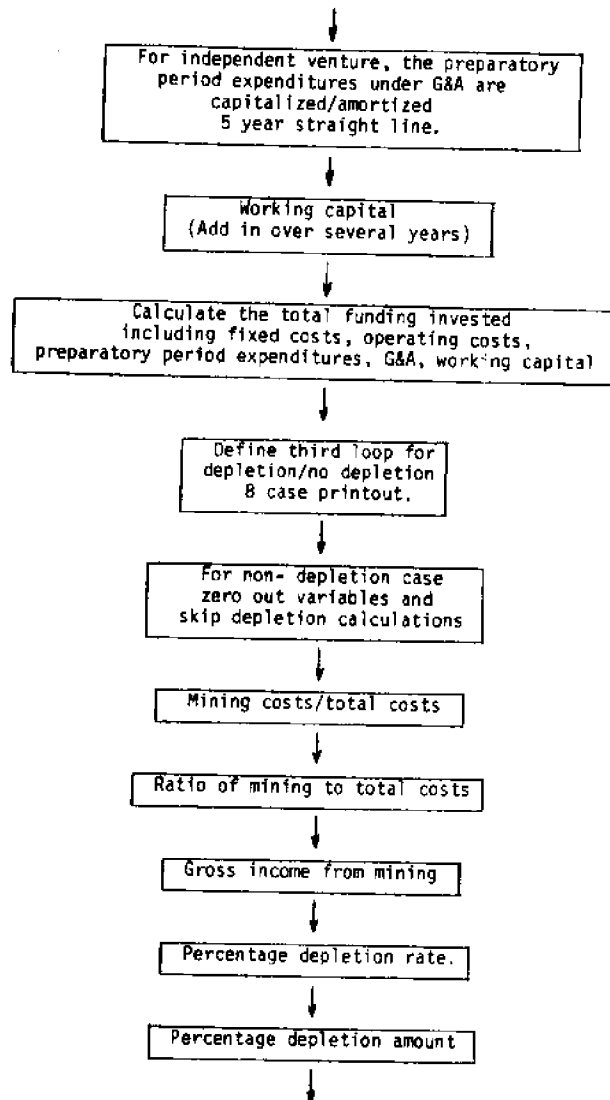 For independent venture, the preparatory
period expenditures under G&A are
capitalized/amortized
5 year straight line.
Working capital
(Add in over several years)
Calculate the total funding invested
including fixed costs, operating costs,
preparatory period expenditures, G&A, working capital
Define third loop for
depletion/no depletion
8 case printout.
For non- depletion case
zero out variables and
skip depletion calculations
Mining costs/total costs
Ratio of mining to total costs
Gross income from mining
Percentage depletion rate.
Percentage depletion amount